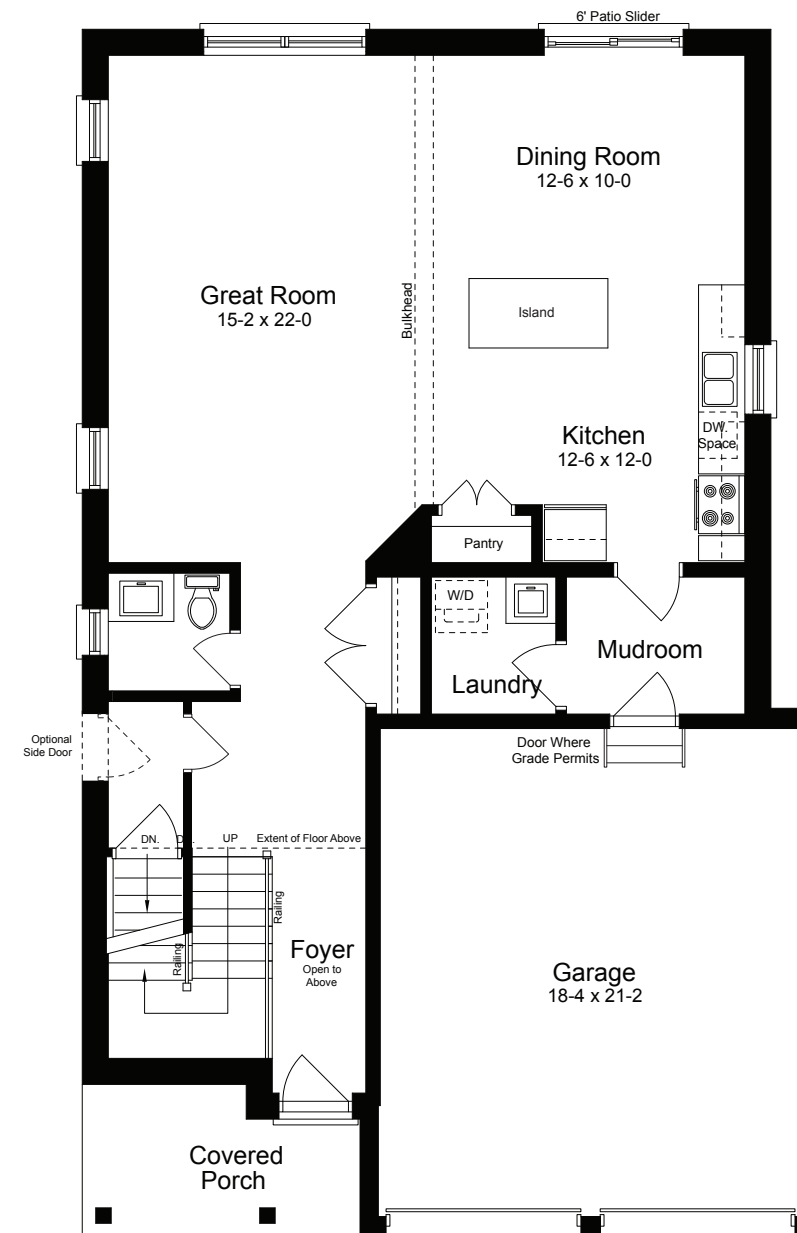 6' Patio Slider
Dining Room
12-6 x 10-0
Great Room
15-2 x 22-0
Bulkhead
Island
Kitchen
12-6 x 12-0
DW.
Space
Pantry
W/D
Mudroom
Laundry
Optional
Side Door
Door Where
Grade Permits
DN.
D
UP
Extent of Floor Above
Railing
Railing
Foyer
Open to
Above
Garage
18-4 x 21-2
Covered
Porch